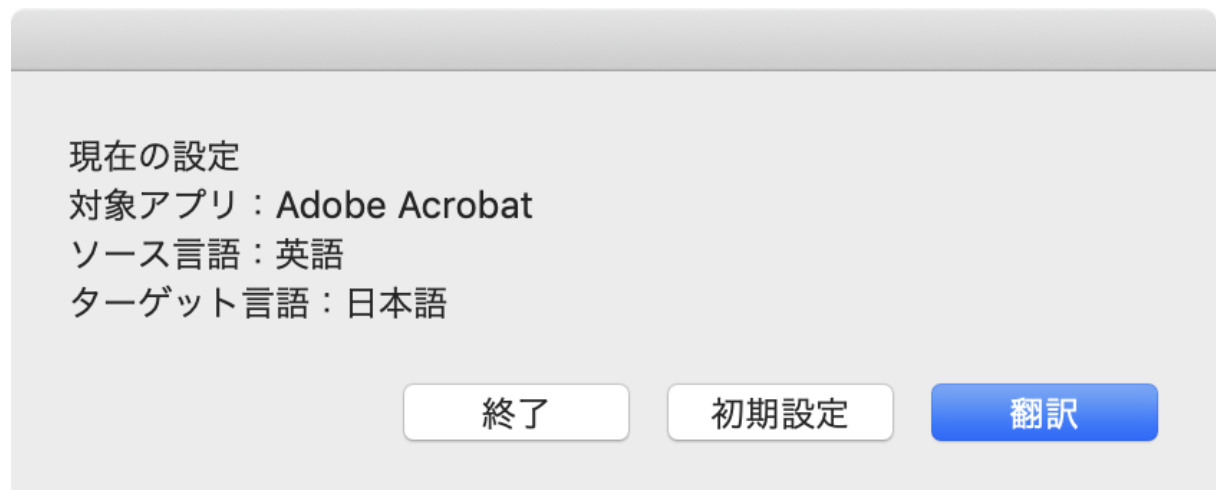 現在の設定
対象アプリ：Adobe Acrobat
ソース言語：英語
ターゲット言語：日本語
終了
初期設定
翻訳